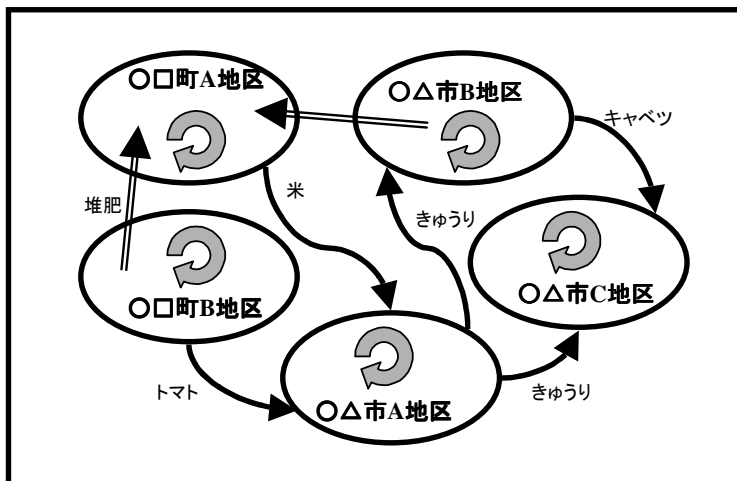 ○□町A地区
○△市B地区
キャベツ
米
堆肥
きゅうり
○□町B地区
○△市C地区
トマト
○△市A地区
きゅうり